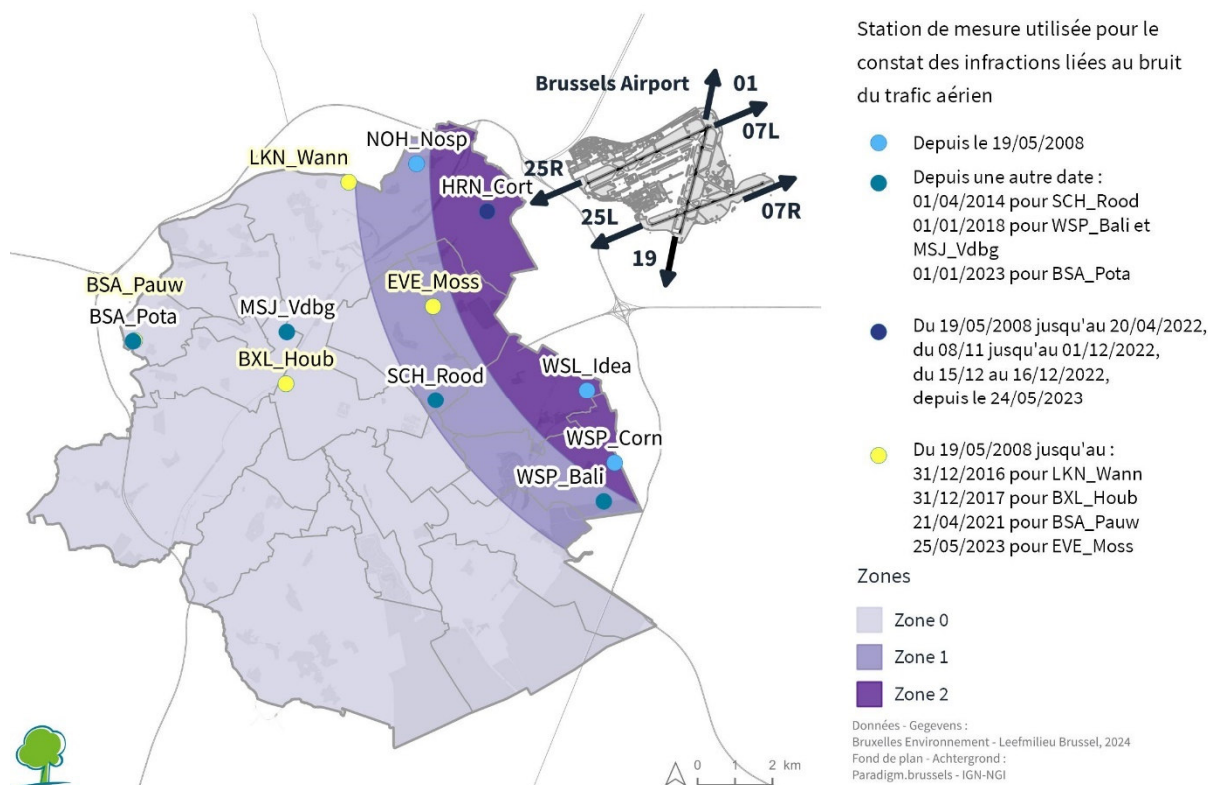 Station de mesure utilisée pour le
constat des infractions liées au bruit
du trafic aérien
Depuis le 19/05/2008
Depuis une autre date :
01/04/2014 pour SCH_Rood
01/01/2018 pour WSP_Bali et
MSJ_Vdbg
01/01/2023 pour BSA_Pota
Du 19/05/2008 jusqu'au 20/04/2022,
du 08/11 jusqu'au 01/12/2022,
du 15/12 au 16/12/2022,
depuis le 24/05/2023
Du 19/05/2008 jusqu'au :
31/12/2016 pour LKN_Wann
31/12/2017 pour BXL_Houb
21/04/2021 pour BSA_Pauw
25/05/2023 pour EVE_Moss
Zones
Zone 0
Zone 1
Zone 2
Données - Gegevens :
Bruxelles Environnement - Leefmilieu Brussel, 2024
Fond de plan - Achtergrond :
Paradigm.brussels - IGN-NGI
Brussels Airport
01
07L
25R
25L
07R
19
NOH_Nosp
LKN_Wann
HRN_Cort
EVE_Moss
BSA_Pauw
BSA_Pota
MSJ_Vdbg
BXL_Houb
SCH_Rood
WSL_Idea
WSP_Corn
WSP_Bali
0 1 2 km